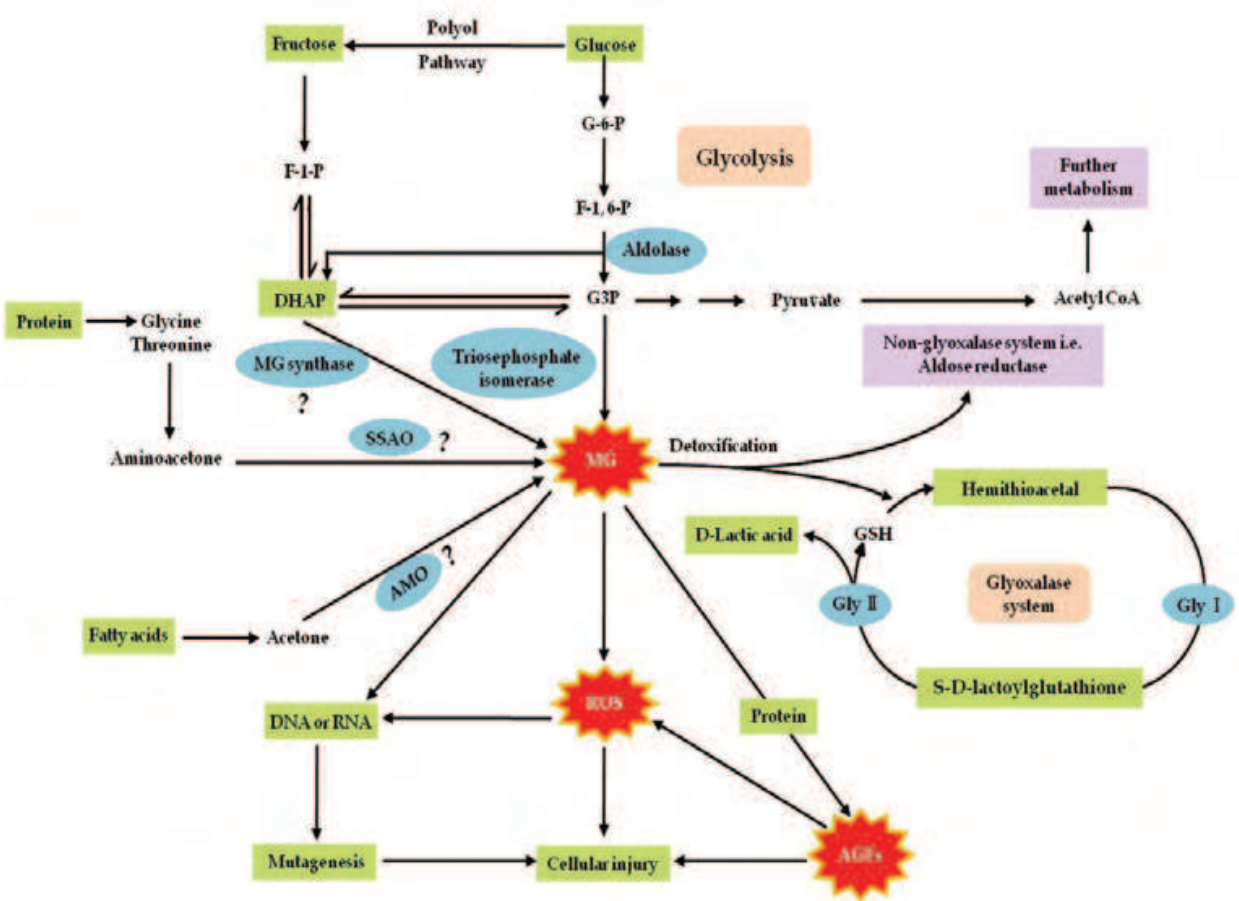 Fructose
Polyol
Pathway
Glucose
G-6-P
Glycolysis
F-1-P
F-1, 6-P
Further
metabolism
Aldolase
DHAP
G3P
Pyruvate
Acetyl CoA
Protein
Glycine
Threonine
MG synthase
?
Triosephosphate
isomerase
Non-glyoxalase system i.e.
Aldose reductase
SSAO
?
Aminoacetone
MG
Detoxification
Hemithioacetal
D-Lactic acid
GSH
AMO
?
Gly II
Glyoxalase
system
Gly I
Fatty acids
Acetone
S-D-lactoylglutathione
DNA or RNA
ROS
Protein
Mutagenesis
Cellular injury
AGEs